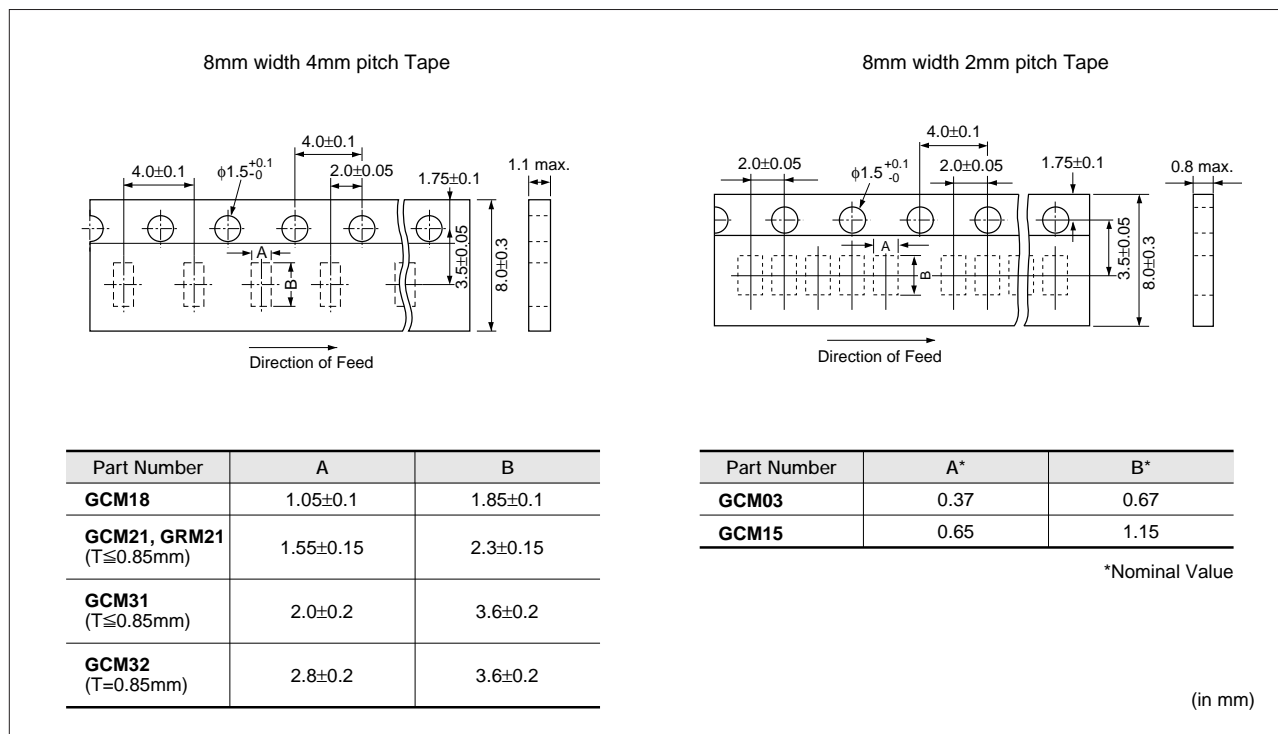 8mm width 4mm pitch Tape
4.0±0.1
4.0±0.1
ϕ1.5+0.1 -0
2.0±0.05
1.75±0.1
1.1 max.
A
B
3.5±0.05
8.0±0.3
Direction of Feed
8mm width 2mm pitch Tape
4.0±0.1
2.0±0.05
ϕ1.5+0.1 -0
2.0±0.05
1.75±0.1
0.8 max.
A
B
3.5±0.05
8.0±0.3
Direction of Feed
Part Number A B
GCM18 1.05±0.1 1.85±0.1
GCM21, GRM21
(T≦0.85mm) 1.55±0.15 2.3±0.15
GCM31
(T≦0.85mm) 2.0±0.2 3.6±0.2
GCM32
(T=0.85mm) 2.8±0.2 3.6±0.2
Part Number A* B*
GCM03 0.37 0.67
GCM15 0.65 1.15
*Nominal Value
(in mm)